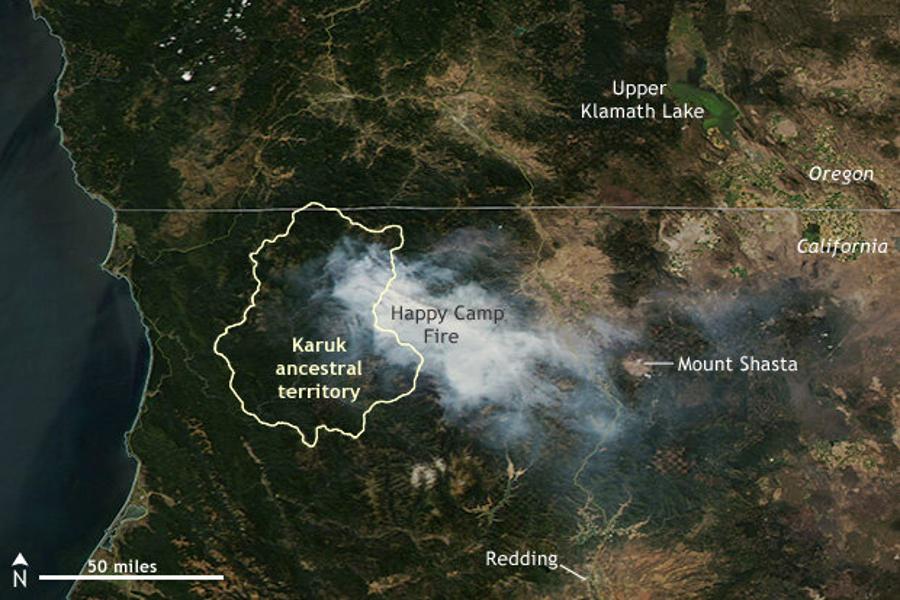 Upper
Klamath Lake
Oregon
California
Happy Camp
Fire
Karuk
ancestral
territory
Mount Shasta
Redding
50 miles
N